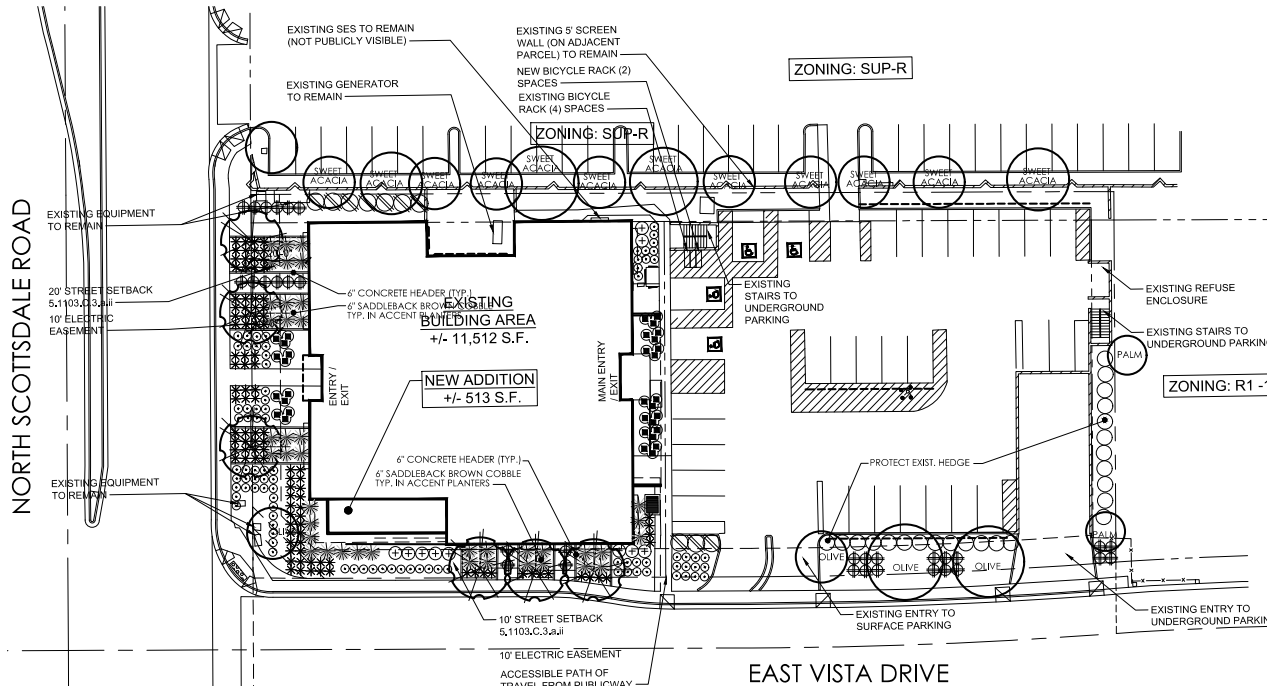 EXISTING SES TO REMAIN
(NOT PUBLICLY VISIBLE)
EXISTING 5' SCREEN
WALL (ON ADJACENT
PARCEL) TO REMAIN
ZONING: SUP-R
NEW BICYCLE RACK (2)
SPACES
EXISTING GENERATOR
TO REMAIN
EXISTING BICYCLE
RACK (4) SPACES
ZONING: SUP-R
SWEET
ACACIA
SWEET
ACACIA
SWEET
ACACIA
SWEET
ACACIA
SWEET
ACACIA
SWEET
ACACIA
SWEET
ACACIA
SWEET
ACACIA
SWEET
ACACIA
SWEET
ACACIA
SWEET
ACACIA
SWEET
ACACIA
NORTH SCOTTSDALE ROAD
EXISTING EQUIPMENT
TO REMAIN
20' STREET SETBACK
5.1103.C.3.a.ii
10' ELECTRIC
EASEMENT
6" CONCRETE HEADER (TYP.)
6" SADDLEBACK BROWN COBBLE
TYP. IN ACCENT PLANTERS
EXISTING
BUILDING AREA
+/- 11,512 S.F.
EXISTING
STAIRS TO
UNDERGROUND
PARKING
EXISTING REFUSE
ENCLOSURE
EXISTING STAIRS TO
UNDERGROUND PARKING
PALM
ENTRY /
EXIT
MAIN ENTRY
/ EXIT
NEW ADDITION
+/- 513 S.F.
ZONING: R1 -1
6" CONCRETE HEADER (TYP.)
6" SADDLEBACK BROWN COBBLE
TYP. IN ACCENT PLANTERS
PROTECT EXIST. HEDGE
EXISTING EQUIPMENT
TO REMAIN
PALM
OLIVE
OLIVE
OLIVE
10' STREET SETBACK
5.1103.C.3.a.ii
EXISTING ENTRY TO
SURFACE PARKING
EXISTING ENTRY TO
UNDERGROUND PARKING
10' ELECTRIC EASEMENT
ACCESSIBLE PATH OF
TRAVEL FROM PUBLICWAY
EAST VISTA DRIVE